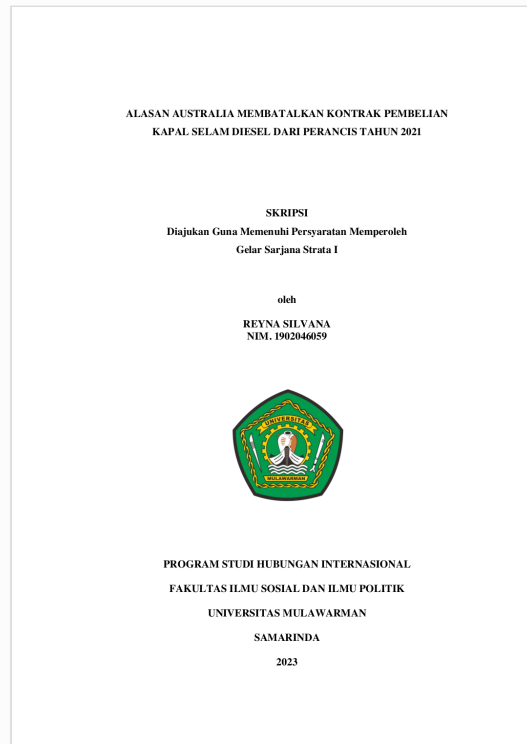 ALASAN AUSTRALIA MEMBATALKAN KONTRAK PEMBELIAN
KAPAL SELAM DIESEL DARI PERANCIS TAHUN 2021
SKRIPSI
Diajukan Guna Memenuhi Persyaratan Memperoleh
Gelar Sarjana Strata I
oleh
REYNA SILVANA
NIM. 1902046059
UNIVERSITAS
MULAWARMAN
PROGRAM STUDI HUBUNGAN INTERNASIONAL
FAKULTAS ILMU SOSIAL DAN ILMU POLITIK
UNIVERSITAS MULAWARMAN
SAMARINDA
2023